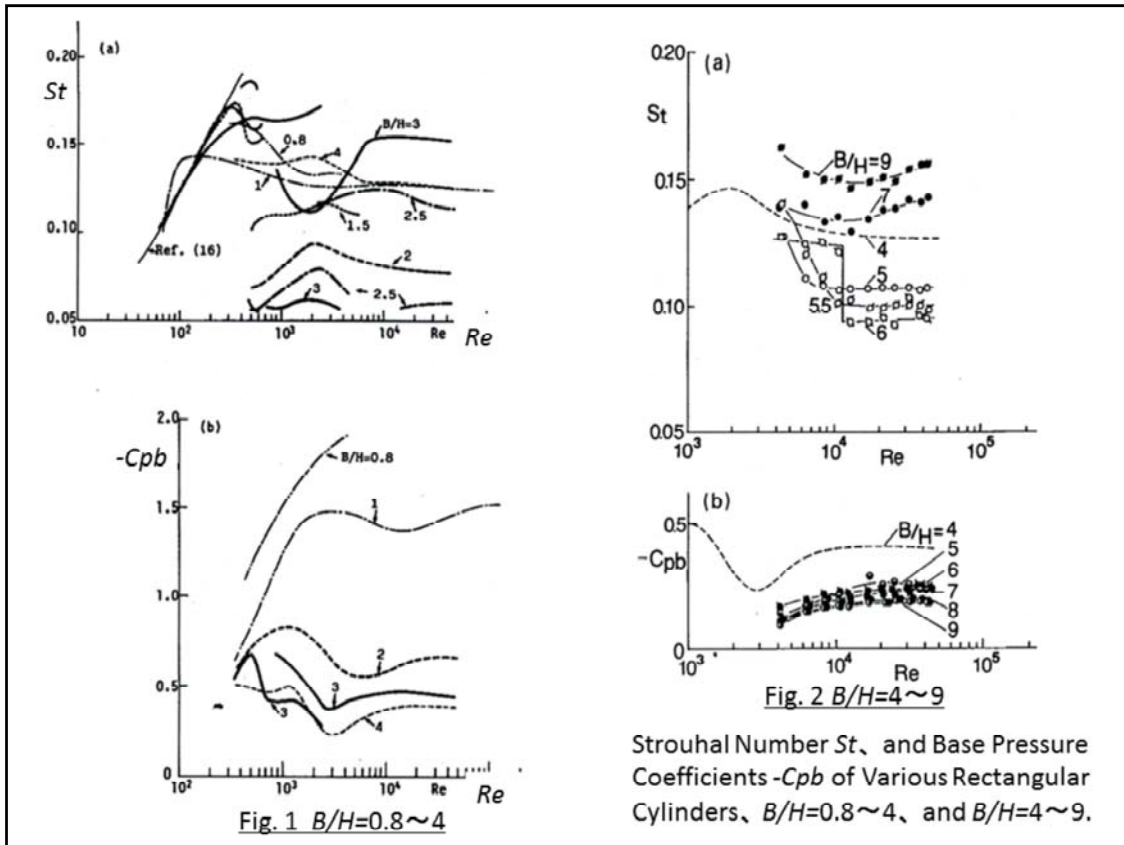 (a)
0.20
St
0.15
0.10
0.05
B/H=3
0.8
4
1
1.5
2.5
Ref. (16)
2
2.5
3
10
10²
10³
Re
10⁴
Re
Re
(b)
2.0
-Cpb
1.5
1.0
0.5
0
B/H=0.8
1
2
3
3
4
10²
10³
10⁴
Re
Re
Fig. 1 B/H=0.8～4
(a)
0.20
St
0.15
0.10
0.05
B/H=9
7
4
5
5.5
6
10³
10⁴
Re
10⁵
(b)
0.5
-Cpb
0
B/H=4
5
6
7
8
9
10³
10⁴
Re
10⁵
Fig. 2 B/H=4～9
Strouhal Number St、and Base Pressure
Coefficients -Cpb of Various Rectangular
Cylinders、B/H=0.8～4、and B/H=4～9.